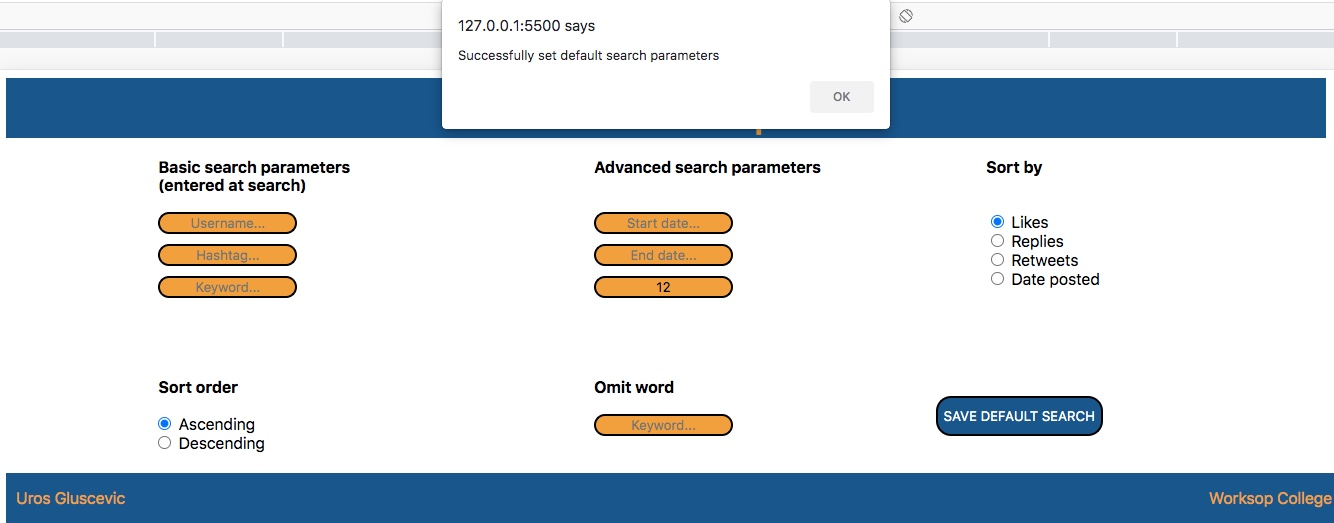 127.0.0.1:5500 says
Successfully set default search parameters
OK
Basic search parameters
(entered at search)
Advanced search parameters
Sort by
Username...
Start date...
Likes
Hashtag...
End date...
Replies
Keyword...
12
Retweets
Date posted
Sort order
Omit word
Ascending
Keyword...
SAVE DEFAULT SEARCH
Descending
Uros Gluscevic
Worksop College